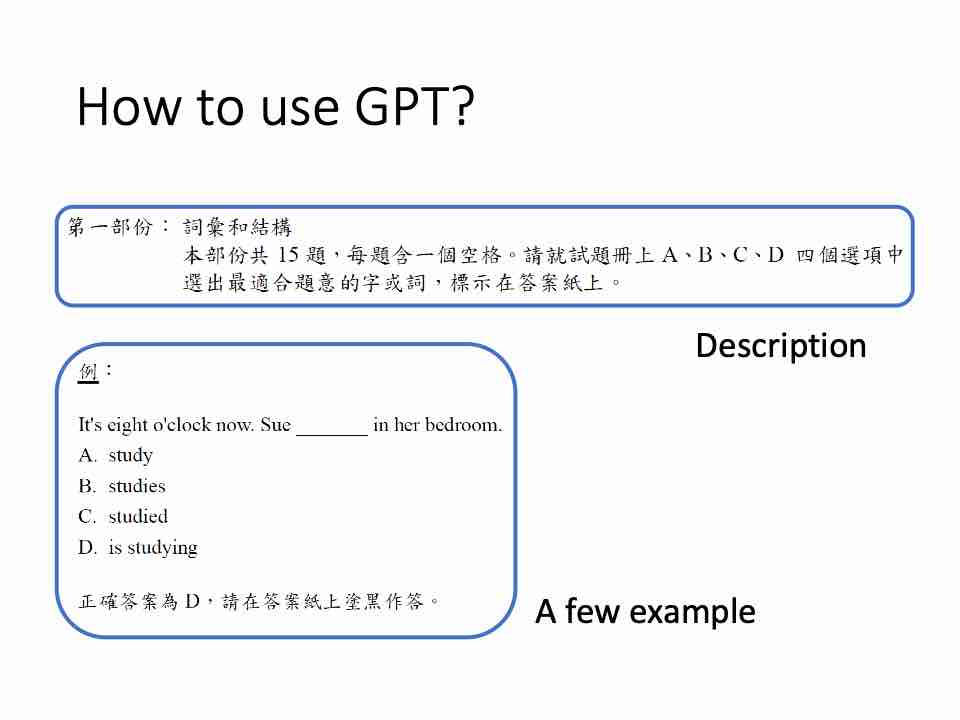 How to use GPT?
第一部份： 詞彙和結構
本部份共 15 題，每題含一個空格。請就試題冊上 A、B、C、D 四個選項中
選出最適合題意的字或詞，標示在答案紙上。
Description
例：
It's eight o'clock now. Sue _______ in her bedroom.
A. study
B. studies
C. studied
D. is studying
正確答案為 D，請在答案紙上塗黑作答。
A few example